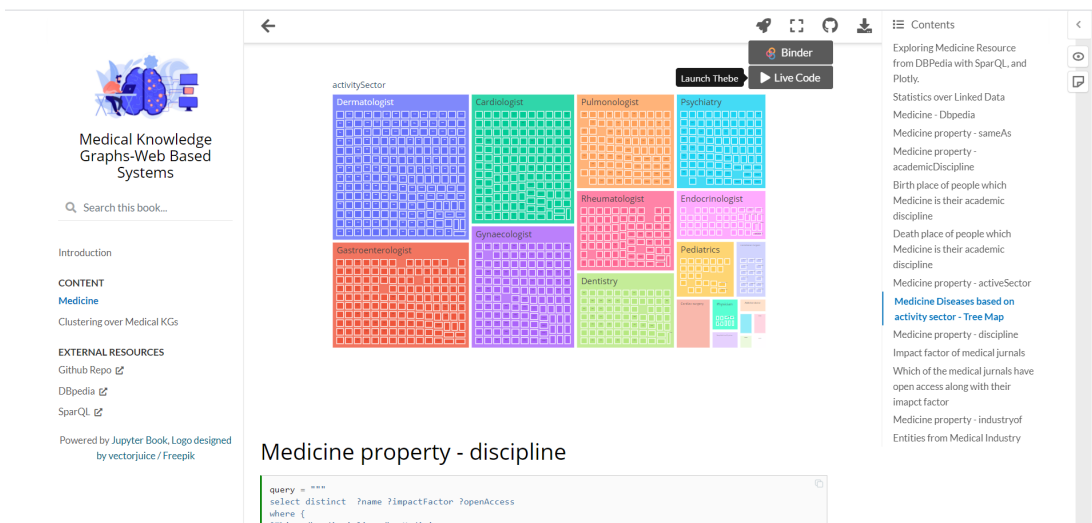 Medical Knowledge
Graphs-Web Based
Systems
Search this book...
Introduction
CONTENT
Medicine
Clustering over Medical KGs
EXTERNAL RESOURCES
Github Repo
DBpedia
SparQL
Powered by Jupyter Book, Logo designed
by vectorjuice / Freepik
Binder
Launch Thebe
Live Code
activitySector
Dermatologist
Cardiologist
Pulmonologist
Psychiatry
Rheumatologist
Endocrinologist
Gastroenterologist
Gynaecologist
Pediatrics
Dentistry
Medicine property - discipline
query = """
select distinct ?name ?impactFactor ?openAccess
where {
Contents
Exploring Medicine Resource
from DBPedia with SparQL, and
Plotly.
Statistics over Linked Data
Medicine - Dbpedia
Medicine property - sameAs
Medicine property -
academicDiscipline
Birth place of people which
Medicine is their academic
discipline
Death place of people which
Medicine is their academic
discipline
Medicine property - activeSector
Medicine Diseases based on
activity sector - Tree Map
Medicine property - discipline
Impact factor of medical jurnals
Which of the medical jurnals have
open access along with their
imapct factor
Medicine property - industryof
Entities from Medical Industry